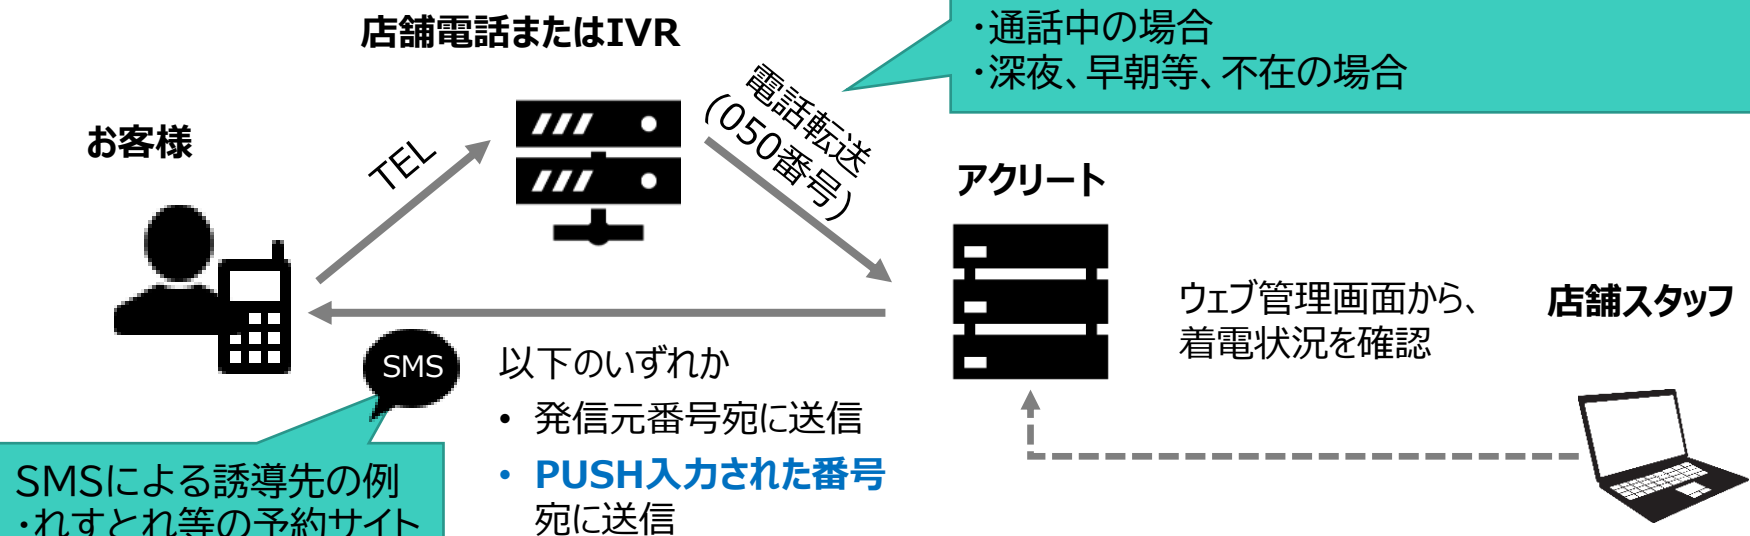 店舗電話またはIVR
・通話中の場合
・深夜、早朝等、不在の場合
お客様
TEL
電話転送
(050番号)
アクリート
ウェブ管理画面から、
着電状況を確認
店舗スタッフ
SMS
以下のいずれか
• 発信元番号宛に送信
• PUSH入力された番号
宛に送信
SMSによる誘導先の例
・れすとれ等の予約サイト